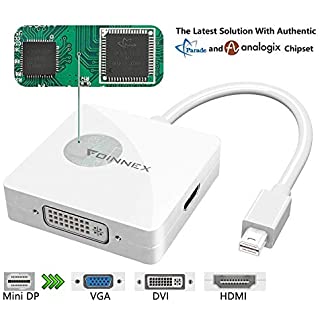 The Latest Solution With Authentic
Parade and analogix Chipset
FOINNEX
Mini DP
VGA
DVI
HDMI